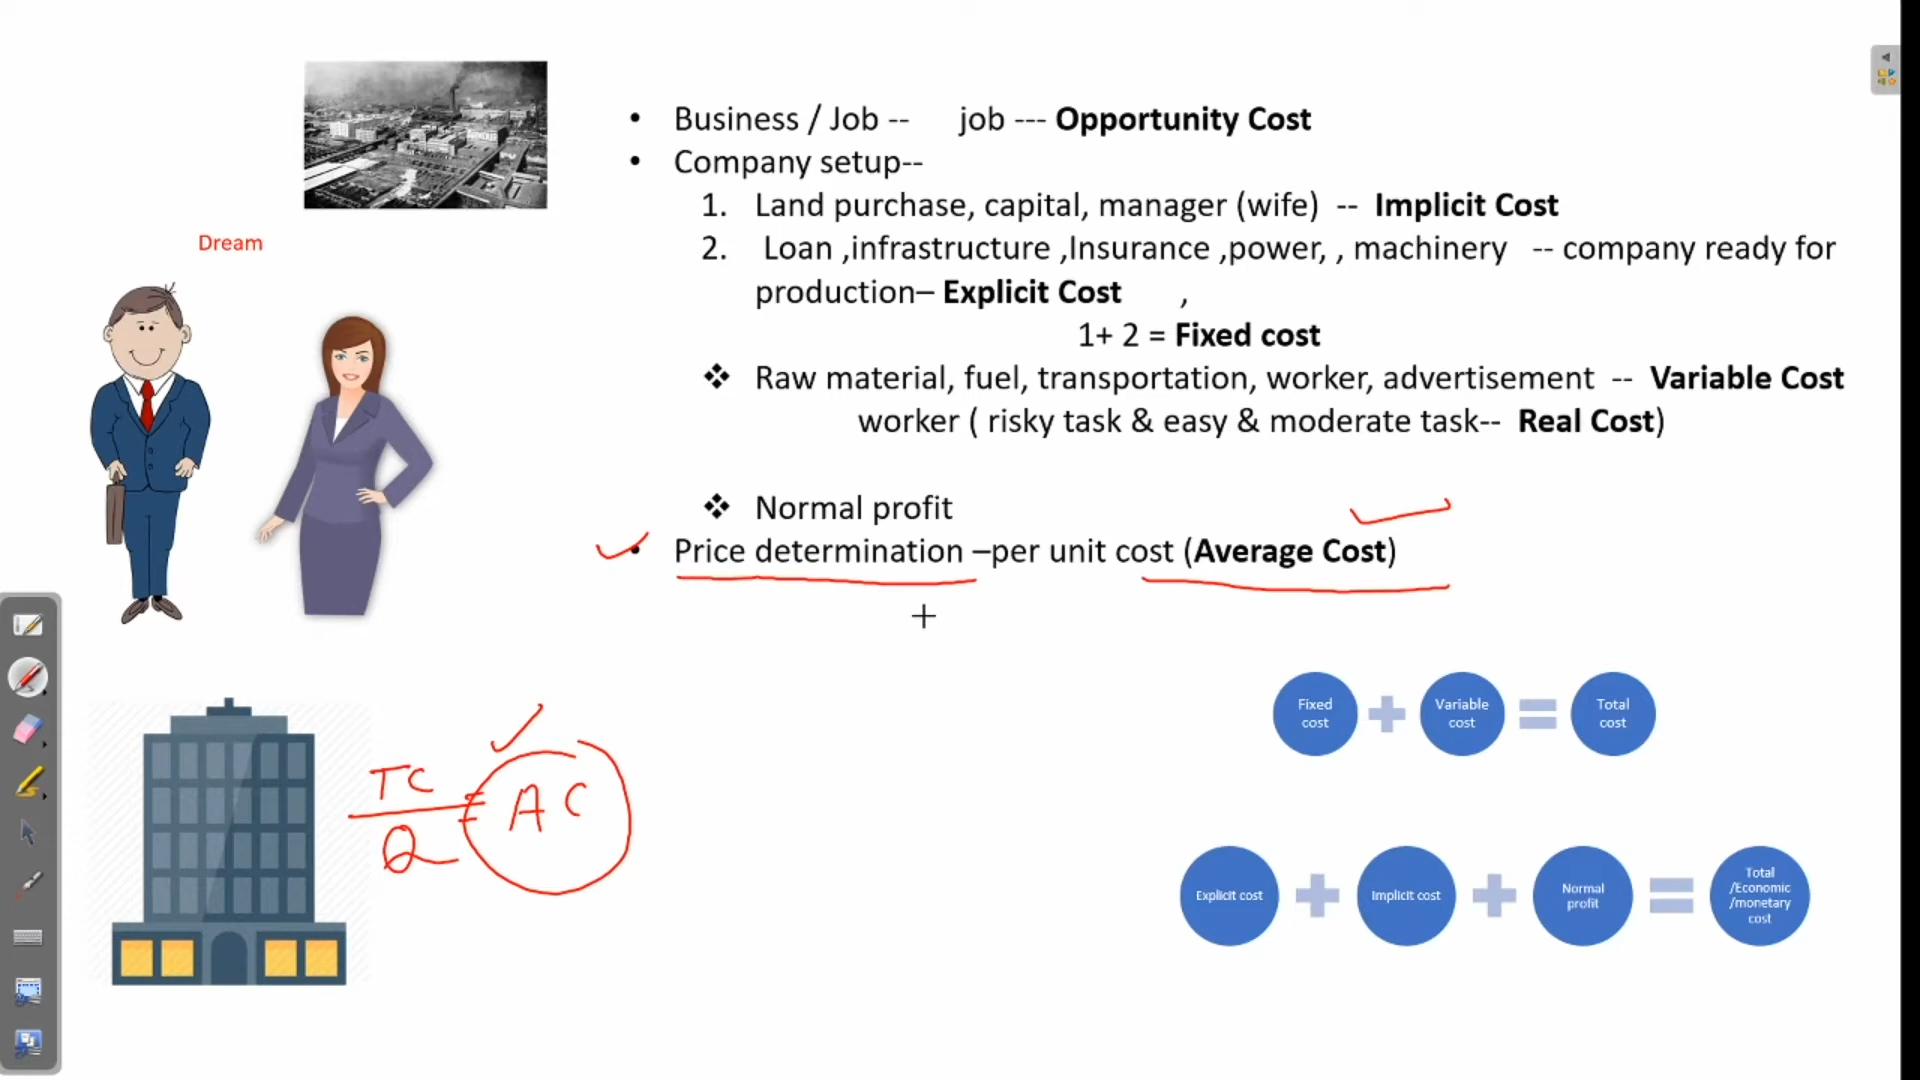 Business / Job -- job --- Opportunity Cost
Company setup--
1. Land purchase, capital, manager (wife) -- Implicit Cost
Dream
2. Loan ,infrastructure ,Insurance ,power, , machinery -- company ready for
production– Explicit Cost ,
1+ 2 = Fixed cost
Raw material, fuel, transportation, worker, advertisement -- Variable Cost
worker ( risky task & easy & moderate task-- Real Cost)
Normal profit
Price determination –per unit cost (Average Cost)
Fixed cost + Variable cost = Total cost
TC
Q
= AC
Explicit cost + Implicit cost + Normal profit = Total /Economic /monetary cost